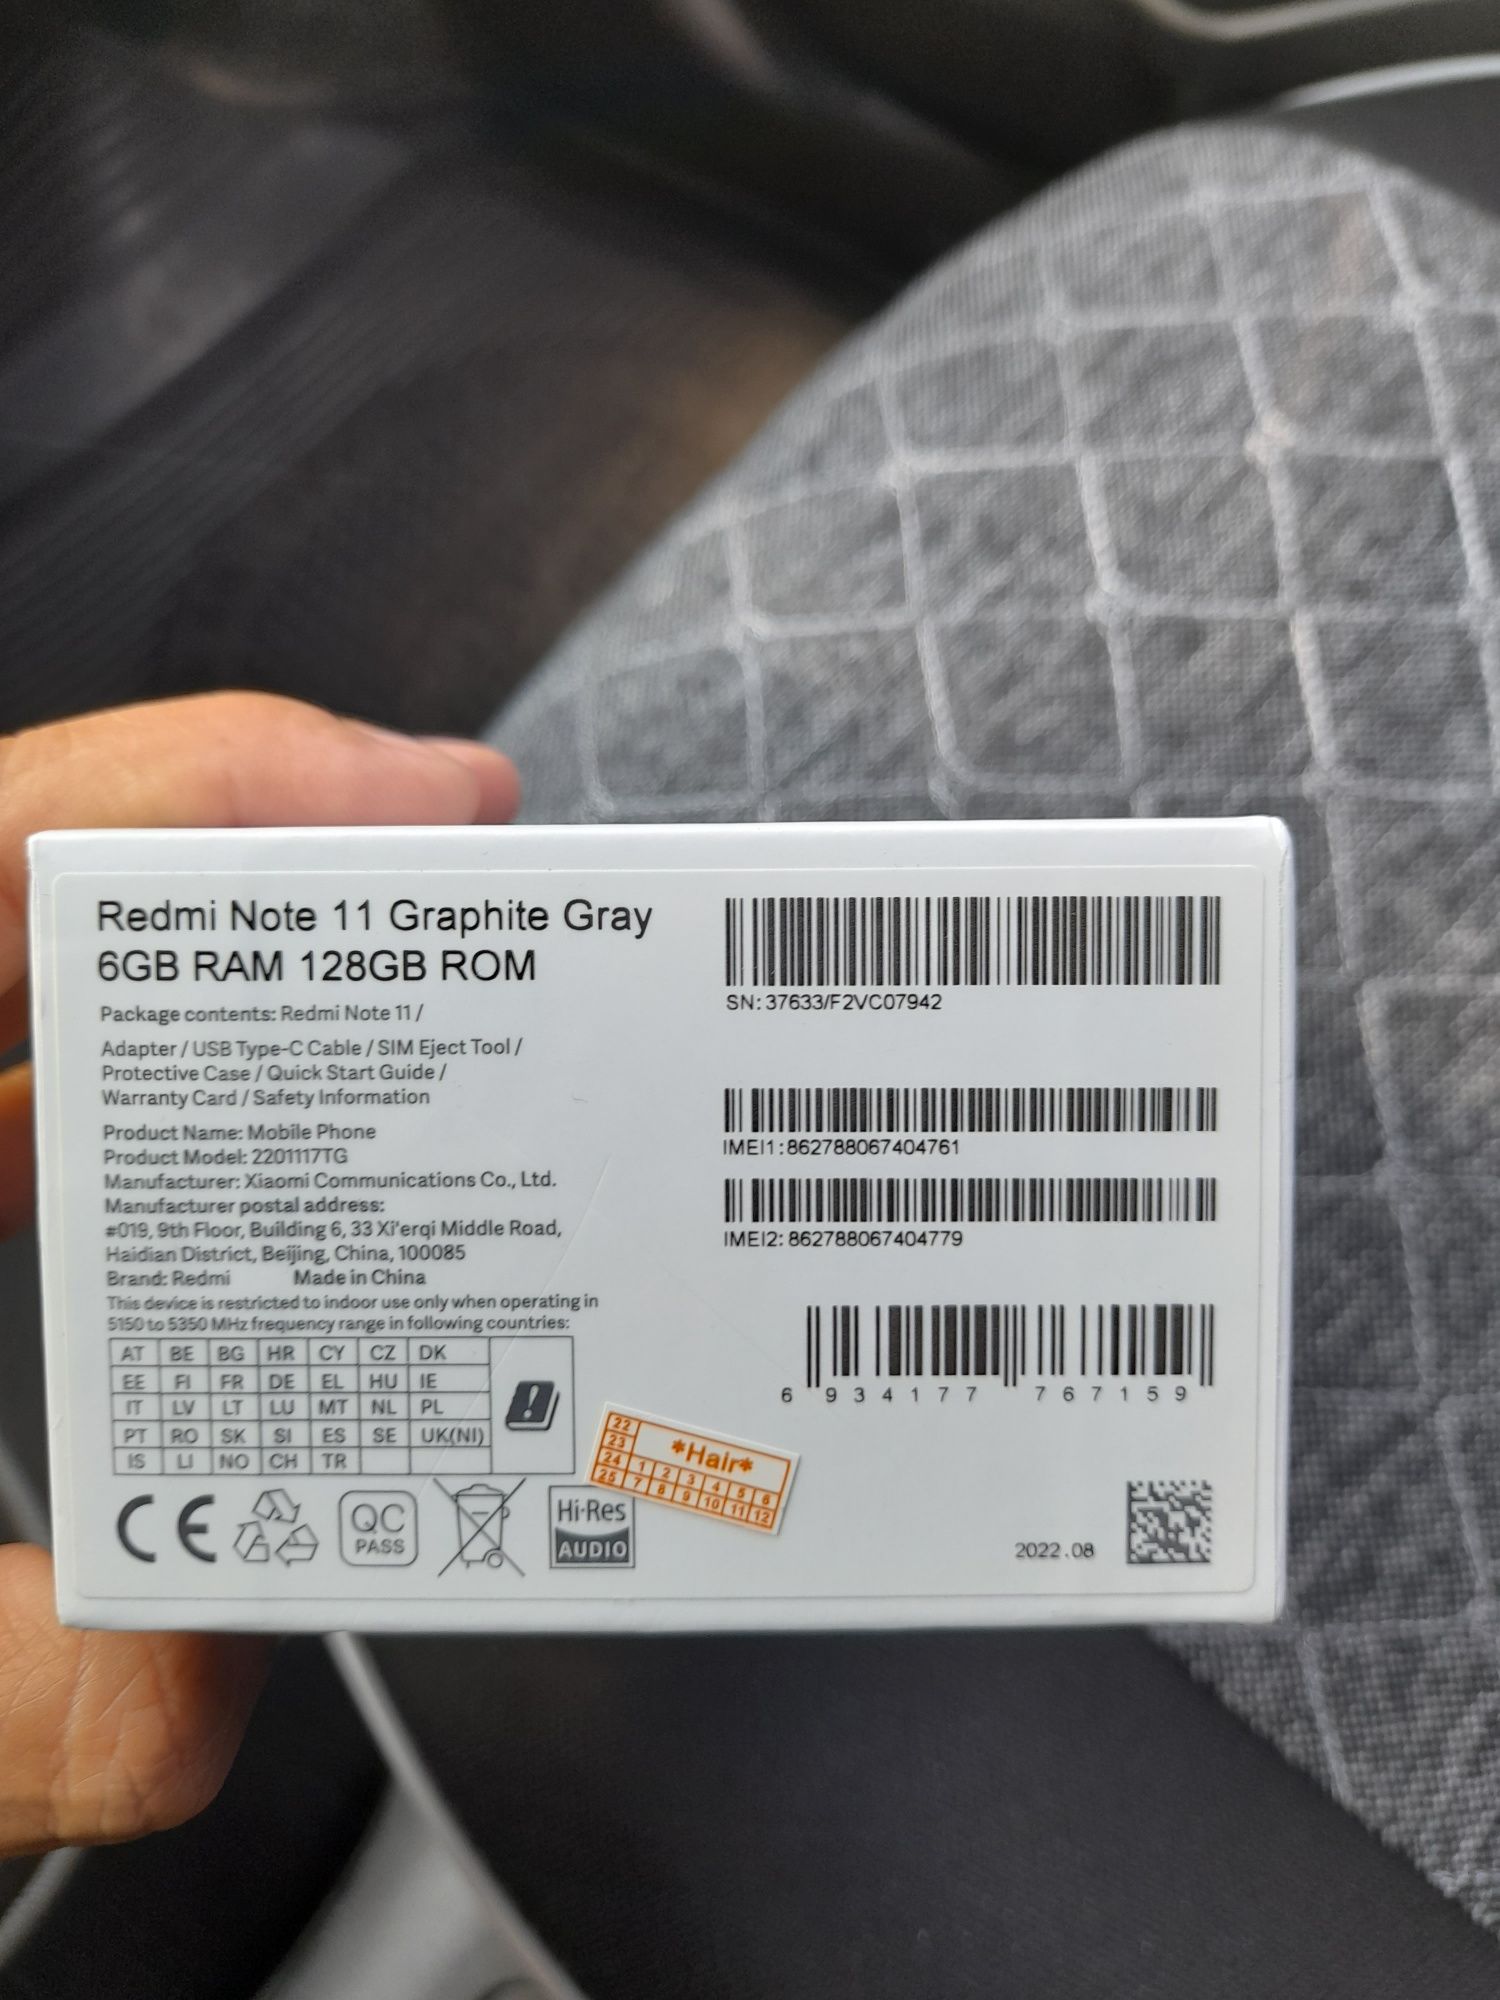 Redmi Note 11 Graphite Gray
6GB RAM 128GB ROM
Package contents: Redmi Note 11 /
Adapter / USB Type-C Cable / SIM Eject Tool /
Protective Case / Quick Start Guide /
Warranty Card / Safety Information
Product Name: Mobile Phone
Product Model: 2201117TG
Manufacturer: Xiaomi Communications Co., Ltd.
Manufacturer postal address:
#019, 9th Floor, Building 6, 33 Xi'erqi Middle Road,
Haidian District, Beijing, China, 100085
Brand: Redmi Made in China
This device is restricted to indoor use only when operating in
5150 to 5350 MHz frequency range in following countries:
AT BE BG HR CY CZ DK
EE FI FR DE EL HU IE
IT LV LT LU MT NL PL
PT RO SK SI ES SE UK(NI)
IS LI NO CH TR
CE
QC
PASS
Hi-Res
AUDIO
SN: 37633/F2VC07942
IMEI1: 862788067404761
IMEI2: 862788067404779
6 934177 767159
22
23 *Hair*
24 1 2 3 4 5 6
25 7 8 9 10 11 12
2022.08